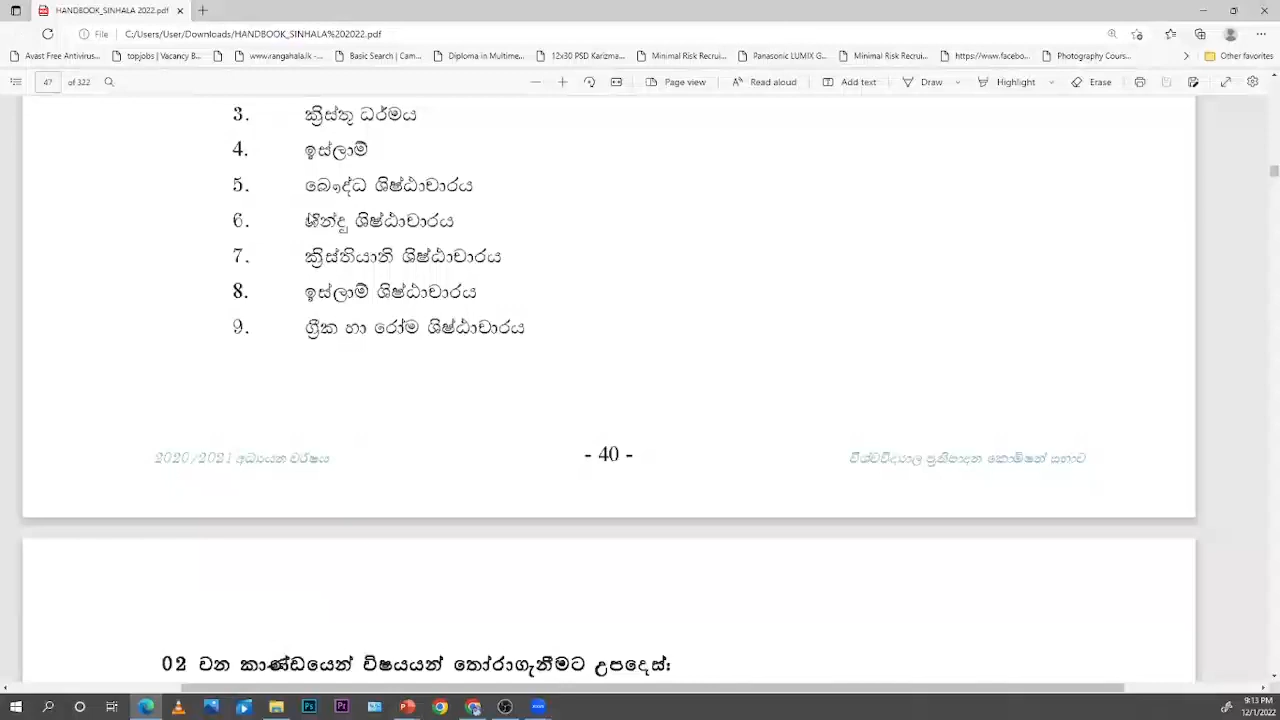 HANDBOOK_SINHALA 2022.pdf
File C:/Users/User/Downloads/HANDBOOK_SINHALA%202022.pdf
Avast Free Antivirus... topjobs | Vacancy B... www.rangahala.lk -... Basic Search | Cam... Diploma in Multime... 12x30 PSD Karizma... Minimal Risk Recrui... Panasonic LUMIX G... Minimal Risk Recrui... https://www.facebo... Photography Cours... Other favorites
47 of 322 Page view Read aloud Add text Draw Highlight Erase
3. ක්‍රිස්තු ධර්මය
4. ඉස්ලාම්
5. බෞද්ධ ශිෂ්ඨාචාරය
6. හින්දු ශිෂ්ඨාචාරය
7. ක්‍රිස්තියානි ශිෂ්ඨාචාරය
8. ඉස්ලාම් ශිෂ්ඨාචාරය
9. ග්‍රීක හා රෝම ශිෂ්ඨාචාරය
2020/2021 අධ්‍යයන වර්ෂය - 40 - විශ්වවිද්‍යාල ප්‍රතිපාදන කොමිෂන් සභාව
02 වන කාණ්ඩයෙන් විෂයයන් තෝරාගැනීමට උපදෙස්:
9:13 PM
12/1/2022